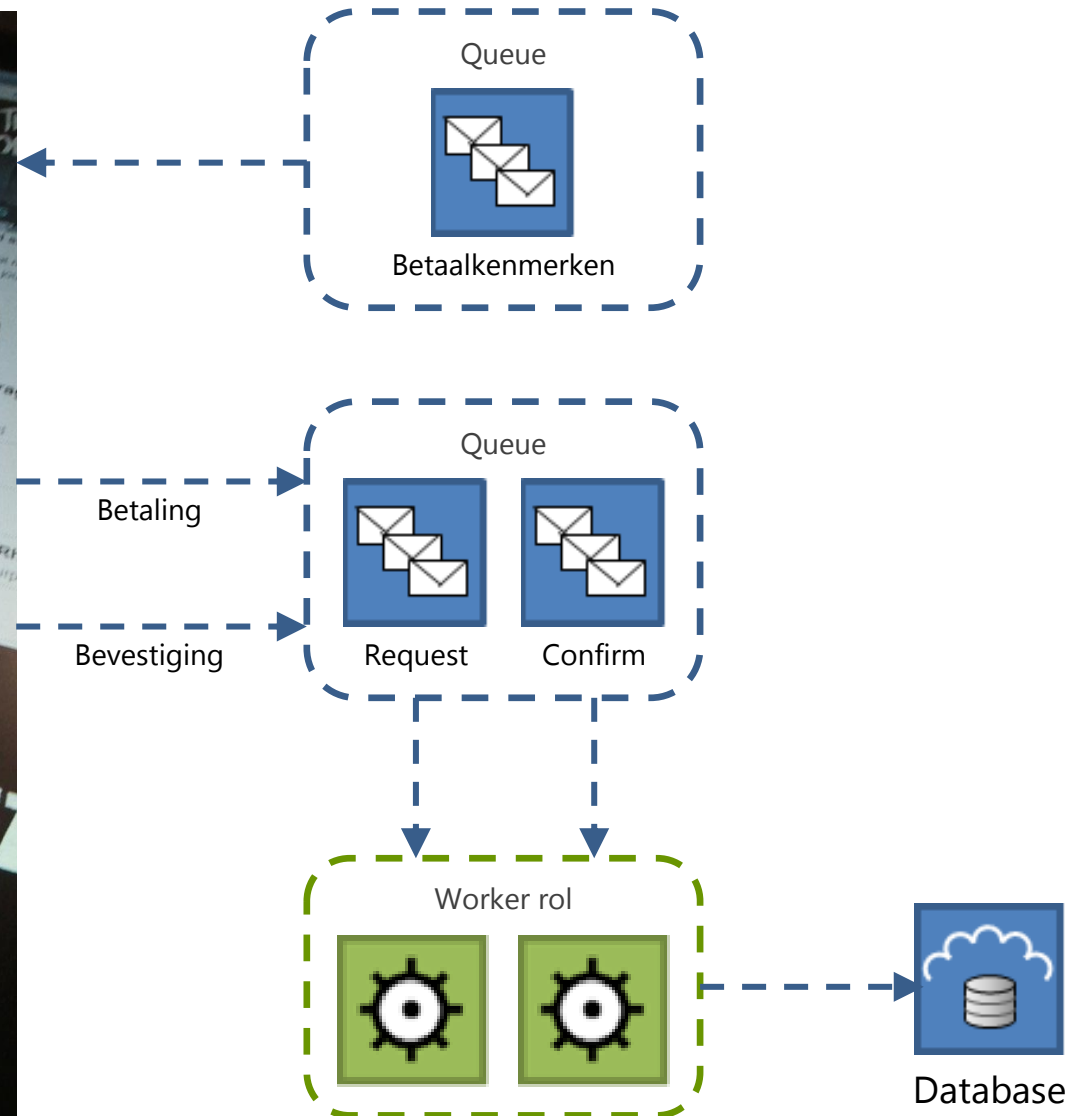 Queue
Betaalkenmerken
Queue
Betaling
Bevestiging
Request
Confirm
Worker rol
Database